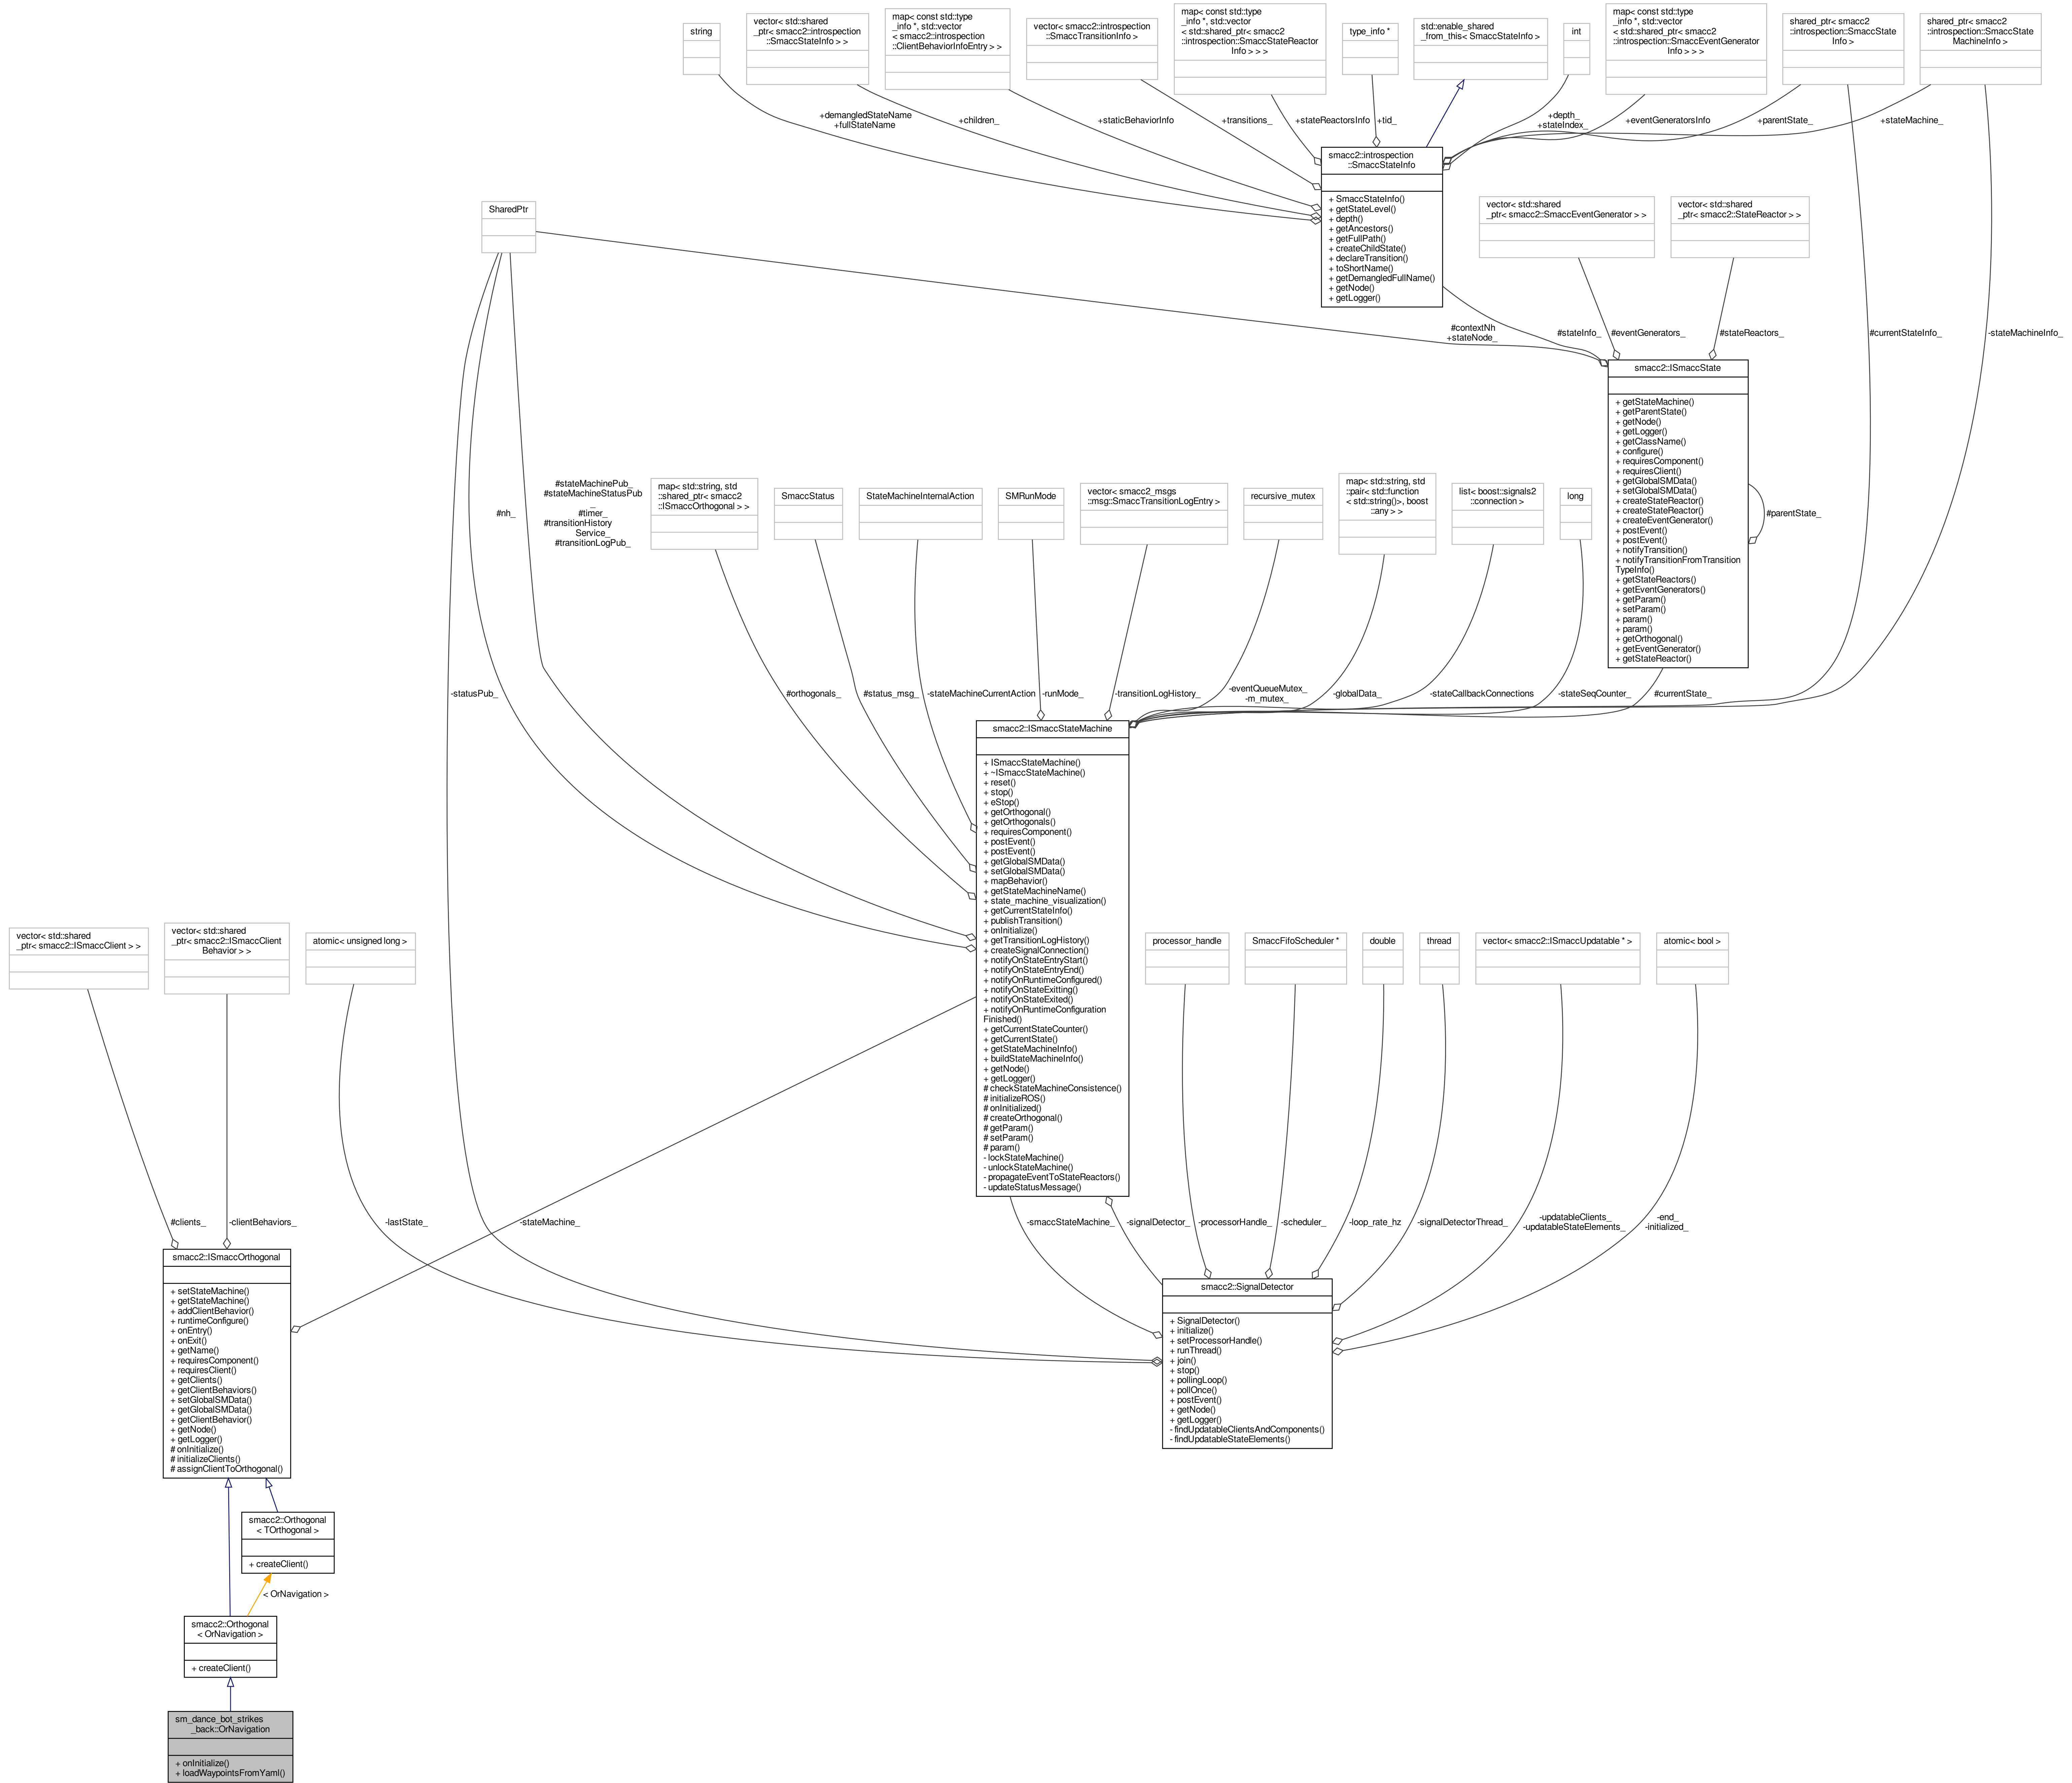 string
vector< std::shared
_ptr< smacc2::introspection
::SmaccStateInfo > >
map< const std::type
_info *, std::vector
< smacc2::introspection
::ClientBehaviorInfoEntry > >
vector< smacc2::introspection
::SmaccTransitionInfo >
map< const std::type
_info *, std::vector
< std::shared_ptr< smacc2
::introspection::SmaccStateReactor
Info > > >
type_info *
std::enable_shared
_from_this< SmaccStateInfo >
int
map< const std::type
_info *, std::vector
< std::shared_ptr< smacc2
::introspection::SmaccEventGenerator
Info > > >
shared_ptr< smacc2
::introspection::SmaccState
Info >
shared_ptr< smacc2
::introspection::SmaccState
MachineInfo >
+demangledStateName
+fullStateName
+children_
+staticBehaviorInfo
+transitions_
+stateReactorsInfo
+tid_
+depth_
+stateIndex_
+eventGeneratorsInfo
+parentState_
+stateMachine_
smacc2::introspection
::SmaccStateInfo
+ SmaccStateInfo()
+ getStateLevel()
+ depth()
+ getAncestors()
+ getFullPath()
+ createChildState()
+ declareTransition()
+ toShortName()
+ getDemangledFullName()
+ getNode()
+ getLogger()
SharedPtr
vector< std::shared
_ptr< smacc2::SmaccEventGenerator > >
vector< std::shared
_ptr< smacc2::StateReactor > >
#contextNh
+stateNode_
#stateInfo_
#eventGenerators_
#stateReactors_
#currentStateInfo_
-stateMachineInfo_
smacc2::ISmaccState
+ getStateMachine()
+ getParentState()
+ getNode()
+ getLogger()
+ getClassName()
+ configure()
+ requiresComponent()
+ requiresClient()
+ getGlobalSMData()
+ setGlobalSMData()
+ createStateReactor()
+ createStateReactor()
+ createEventGenerator()
+ postEvent()
+ postEvent()
+ notifyTransition()
+ notifyTransitionFromTransition
TypeInfo()
+ getStateReactors()
+ getEventGenerators()
+ getParam()
+ setParam()
+ param()
+ param()
+ getOrthogonal()
+ getEventGenerator()
+ getStateReactor()
#parentState_
#nh_
#stateMachinePub_
#stateMachineStatusPub
_
#timer_
#transitionHistory
Service_
#transitionLogPub_
map< std::string, std
::shared_ptr< smacc2
::ISmaccOrthogonal > >
SmaccStatus
StateMachineInternalAction
SMRunMode
vector< smacc2_msgs
::msg::SmaccTransitionLogEntry >
recursive_mutex
map< std::string, std
::pair< std::function
< std::string()>, boost
::any > >
list< boost::signals2
::connection >
long
-statusPub_
#orthogonals_
#status_msg_
-stateMachineCurrentAction
-runMode_
-transitionLogHistory_
-eventQueueMutex_
-m_mutex_
-globalData_
-stateCallbackConnections
-stateSeqCounter_
#currentState_
smacc2::ISmaccStateMachine
+ ISmaccStateMachine()
+ ~ISmaccStateMachine()
+ reset()
+ stop()
+ eStop()
+ getOrthogonal()
+ getOrthogonals()
+ requiresComponent()
+ postEvent()
+ postEvent()
+ getGlobalSMData()
+ setGlobalSMData()
+ mapBehavior()
+ getStateMachineName()
+ state_machine_visualization()
+ getCurrentStateInfo()
+ publishTransition()
+ onInitialize()
+ getTransitionLogHistory()
+ createSignalConnection()
+ notifyOnStateEntryStart()
+ notifyOnStateEntryEnd()
+ notifyOnRuntimeConfigured()
+ notifyOnStateExitting()
+ notifyOnStateExited()
+ notifyOnRuntimeConfiguration
Finished()
+ getCurrentStateCounter()
+ getCurrentState()
+ getStateMachineInfo()
+ buildStateMachineInfo()
+ getNode()
+ getLogger()
# checkStateMachineConsistence()
# initializeROS()
# onInitialized()
# createOrthogonal()
# getParam()
# setParam()
# param()
- lockStateMachine()
- unlockStateMachine()
- propagateEventToStateReactors()
- updateStatusMessage()
vector< std::shared
_ptr< smacc2::ISmaccClient > >
vector< std::shared
_ptr< smacc2::ISmaccClient
Behavior > >
atomic< unsigned long >
processor_handle
SmaccFifoScheduler *
double
thread
vector< smacc2::ISmaccUpdatable * >
atomic< bool >
#clients_
-clientBehaviors_
-lastState_
-stateMachine_
-smaccStateMachine_
-signalDetector_
-processorHandle_
-scheduler_
-loop_rate_hz
-signalDetectorThread_
-updatableClients_
-updatableStateElements_
-end_
-initialized_
smacc2::ISmaccOrthogonal
+ setStateMachine()
+ getStateMachine()
+ addClientBehavior()
+ runtimeConfigure()
+ onEntry()
+ onExit()
+ getName()
+ requiresComponent()
+ requiresClient()
+ getClients()
+ getClientBehaviors()
+ setGlobalSMData()
+ getGlobalSMData()
+ getClientBehavior()
+ getNode()
+ getLogger()
# onInitialize()
# initializeClients()
# assignClientToOrthogonal()
smacc2::SignalDetector
+ SignalDetector()
+ initialize()
+ setProcessorHandle()
+ runThread()
+ join()
+ stop()
+ pollingLoop()
+ pollOnce()
+ postEvent()
+ getNode()
+ getLogger()
- findUpdatableClientsAndComponents()
- findUpdatableStateElements()
smacc2::Orthogonal
< TOrthogonal >
+ createClient()
< OrNavigation >
smacc2::Orthogonal
< OrNavigation >
+ createClient()
sm_dance_bot_strikes
_back::OrNavigation
+ onInitialize()
+ loadWaypointsFromYaml()